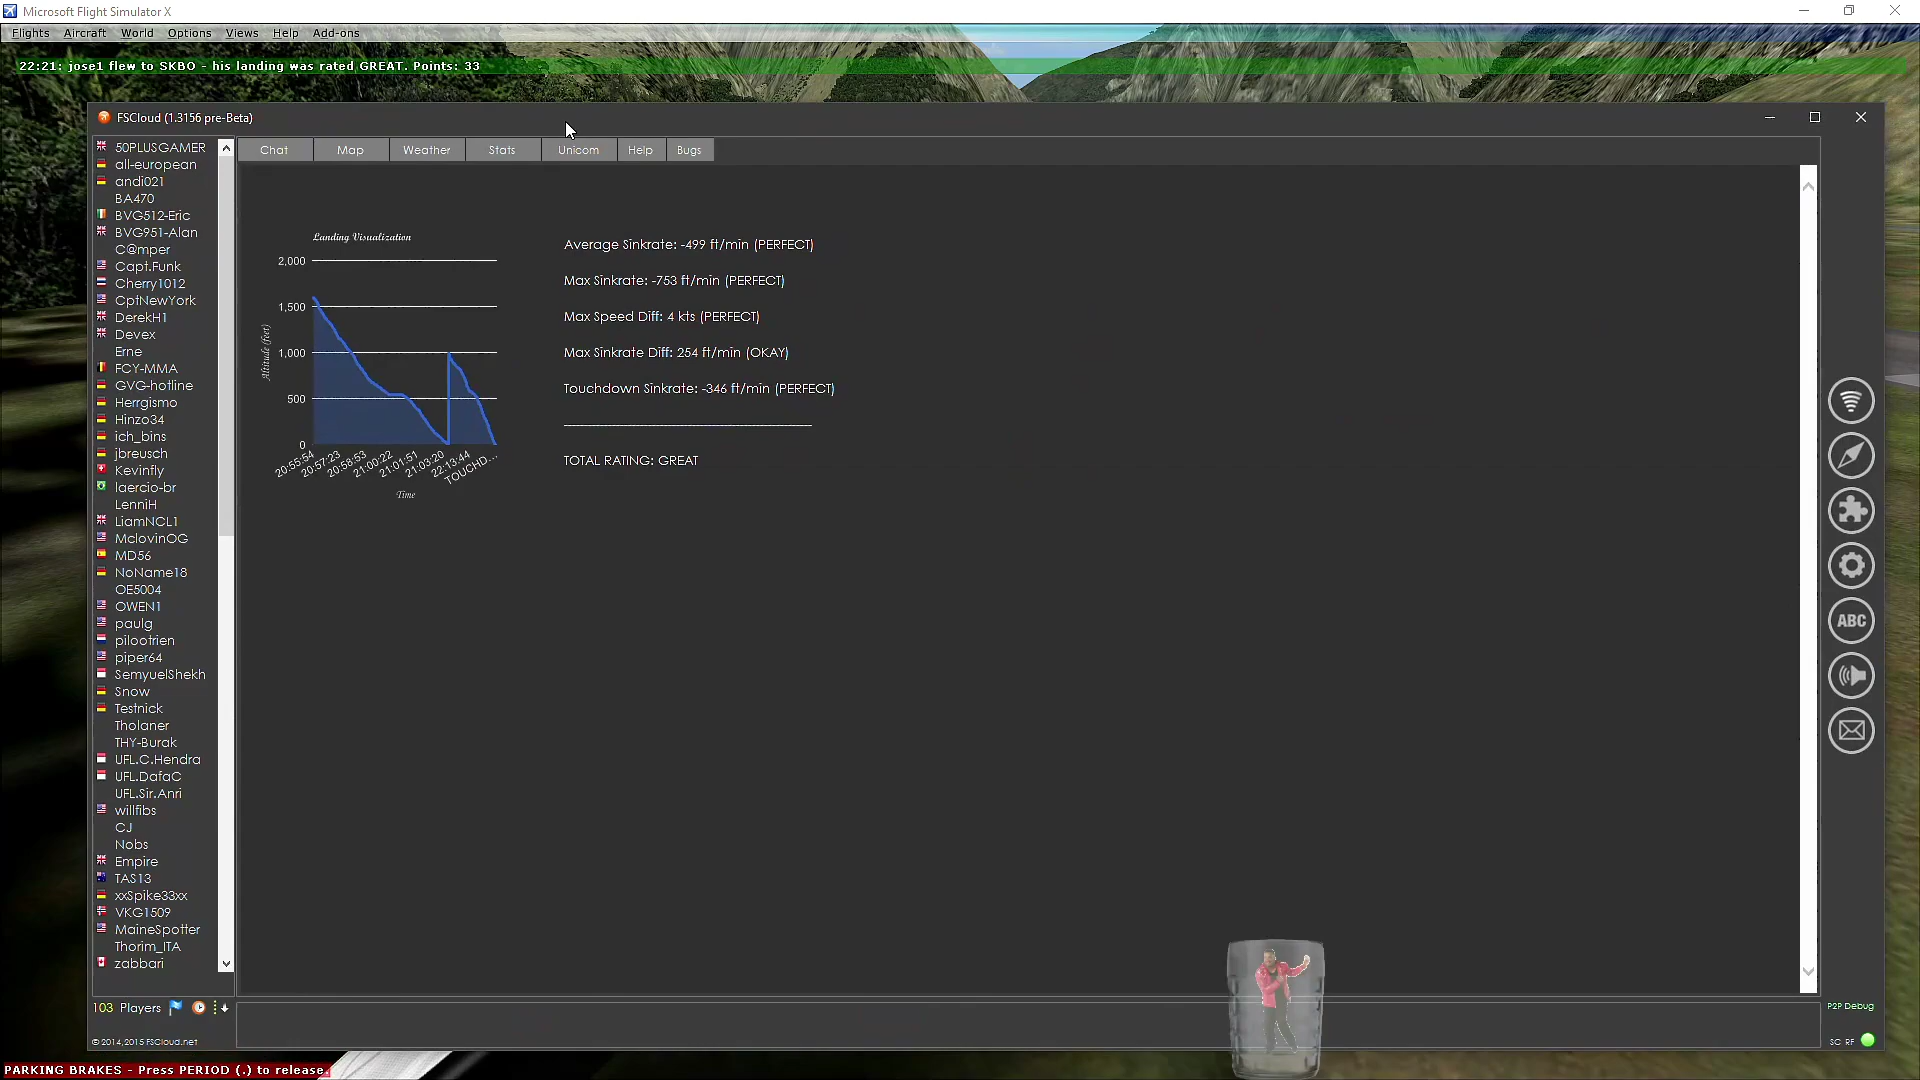 Microsoft Flight Simulator X
Flights Aircraft World Options Views Help Add-ons
22:21: jose1 flew to SKBO - his landing was rated GREAT. Points: 33
FSCloud (1.3156 pre-Beta)
Chat Map Weather Stats Unicom Help Bugs
50PLUSGAMER
all-european
andi021
BA470
BVG512-Eric
BVG951-Alan
C@mper
Capt.Funk
Cherry1012
CptNewYork
DerekH1
Devex
Erne
FCY-MMA
GVG-hotline
Herrgismo
Hinzo34
ich_bins
jbreusch
Kevinfly
laercio-br
LenniH
LiamNCL1
MclovinOG
MD56
NoName18
OE5004
OWEN1
paulg
pilootrien
piper64
SemyuelShekh
Snow
Testnick
Tholaner
THY-Burak
UFL.C.Hendra
UFL.DafaC
UFL.Sir.Anri
willfibs
CJ
Nobs
Empire
TAS13
xxSpike33xx
VKG1509
MaineSpotter
Thorim_ITA
zabbari
103 Players
© 2014,2015 FSCloud.net
Landing Visualization
Altitude (feet)
2,000
1,500
1,000
500
0
20:55:54 20:57:23 20:58:53 21:00:22 21:01:51 21:03:20 22:13:44 TOUCHD...
Time
Average Sinkrate: -499 ft/min (PERFECT)
Max Sinkrate: -753 ft/min (PERFECT)
Max Speed Diff: 4 kts (PERFECT)
Max Sinkrate Diff: 254 ft/min (OKAY)
Touchdown Sinkrate: -346 ft/min (PERFECT)
TOTAL RATING: GREAT
ABC
P2P Debug
SC RF
PARKING BRAKES - Press PERIOD (.) to release.